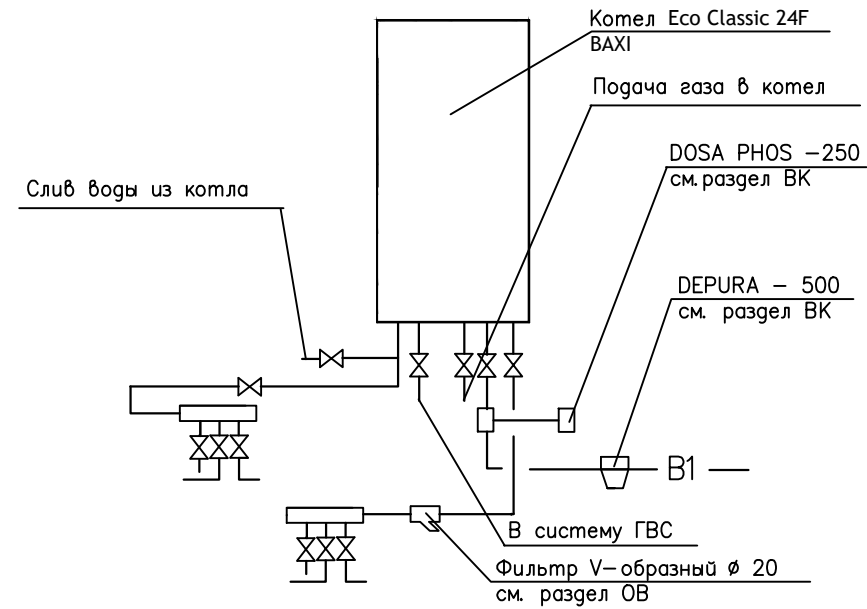 Котел Eco Classic 24F
BAXI
Подача газа в котел
DOSA PHOS -250
см. раздел ВК
Слив воды из котла
DEPURA - 500
см. раздел ВК
В1
В систему ГВС
Фильтр V-образный ø 20
см. раздел ОВ